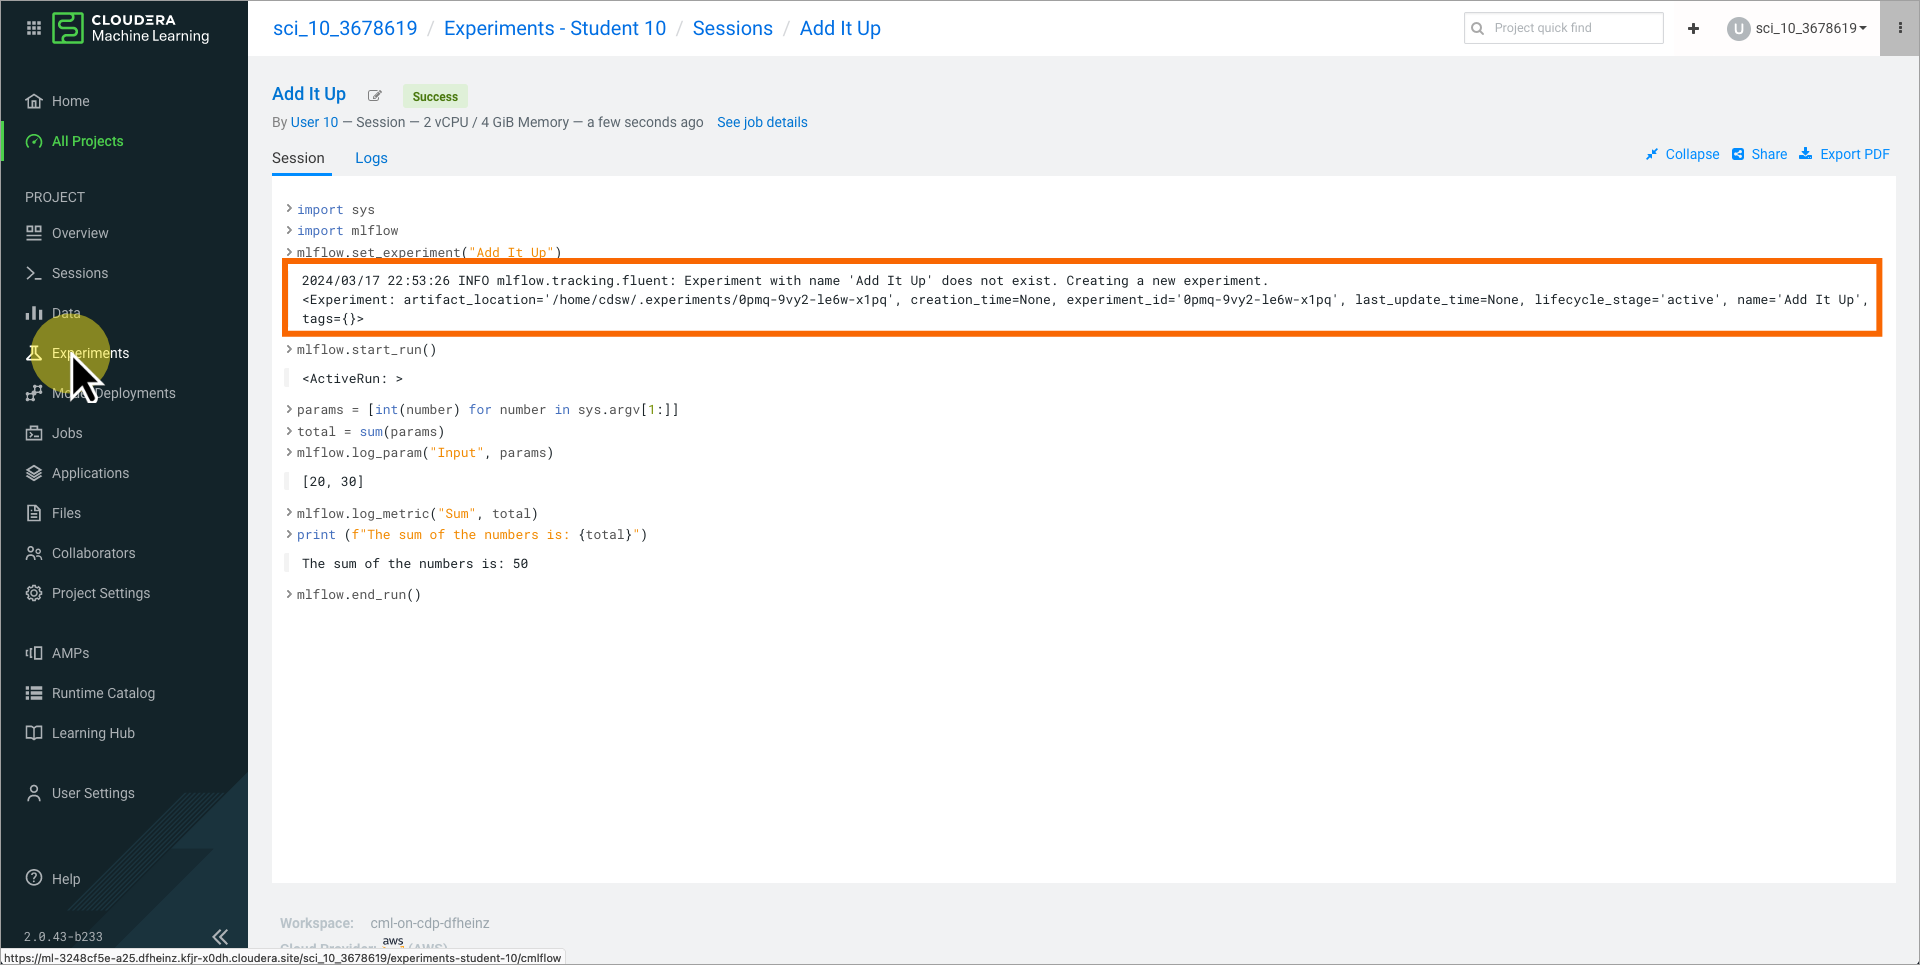 CLOUDERA
Machine Learning
sci_10_3678619 / Experiments - Student 10 / Sessions / Add It Up
Project quick find
U sci_10_3678619
Home
All Projects
PROJECT
Overview
Sessions
Data
Experiments
Model Deployments
Jobs
Applications
Files
Collaborators
Project Settings
AMPs
Runtime Catalog
Learning Hub
User Settings
Help
2.0.43-b233
Add It Up Success
By User 10 — Session — 2 vCPU / 4 GiB Memory — a few seconds ago See job details
Session Logs
Collapse Share Export PDF
> import sys
> import mlflow
> mlflow.set_experiment("Add It Up")
2024/03/17 22:53:26 INFO mlflow.tracking.fluent: Experiment with name 'Add It Up' does not exist. Creating a new experiment.
<Experiment: artifact_location='/home/cdsw/.experiments/0pmq-9vy2-le6w-x1pq', creation_time=None, experiment_id='0pmq-9vy2-le6w-x1pq', last_update_time=None, lifecycle_stage='active', name='Add It Up',
tags={}>
> mlflow.start_run()
<ActiveRun: >
> params = [int(number) for number in sys.argv[1:]]
> total = sum(params)
> mlflow.log_param("Input", params)
[20, 30]
> mlflow.log_metric("Sum", total)
> print (f"The sum of the numbers is: {total}")
The sum of the numbers is: 50
> mlflow.end_run()
Workspace: cml-on-cdp-dfheinz
Cloud Provider: aws (AWS)
https://ml-3248cf5e-a25.dfheinz.kfjr-x0dh.cloudera.site/sci_10_3678619/experiments-student-10/cmlflow